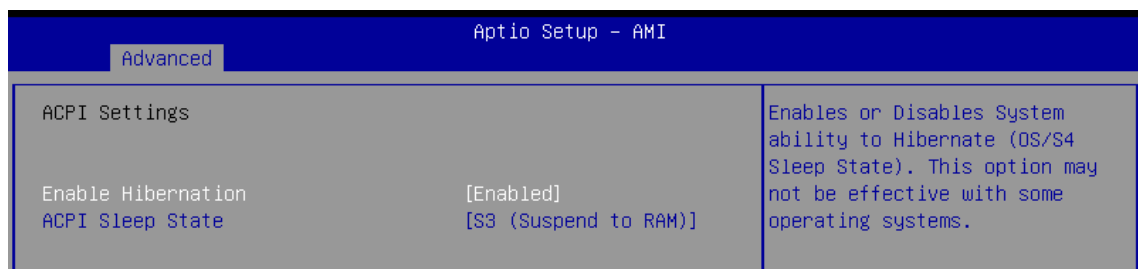 Aptio Setup - AMI
Advanced
ACPI Settings
Enable Hibernation [Enabled]
ACPI Sleep State [S3 (Suspend to RAM)]
Enables or Disables System
ability to Hibernate (OS/S4
Sleep State). This option may
not be effective with some
operating systems.